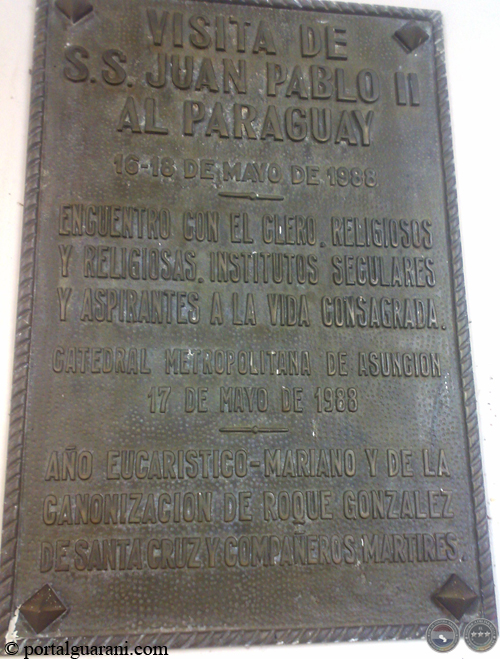 VISITA DE
S.S. JUAN PABLO II
AL PARAGUAY
16-18 DE MAYO DE 1988
ENCUENTRO CON EL CLERO, RELIGIOSOS
Y RELIGIOSAS, INSTITUTOS SECULARES
Y ASPIRANTES A LA VIDA CONSAGRADA.
CATEDRAL METROPOLITANA DE ASUNCION
17 DE MAYO DE 1988
AÑO EUCARISTICO-MARIANO Y DE LA
CANONIZACION DE ROQUE GONZALEZ
DE SANTA CRUZ Y COMPAÑEROS MARTIRES.
© portalguarani.com